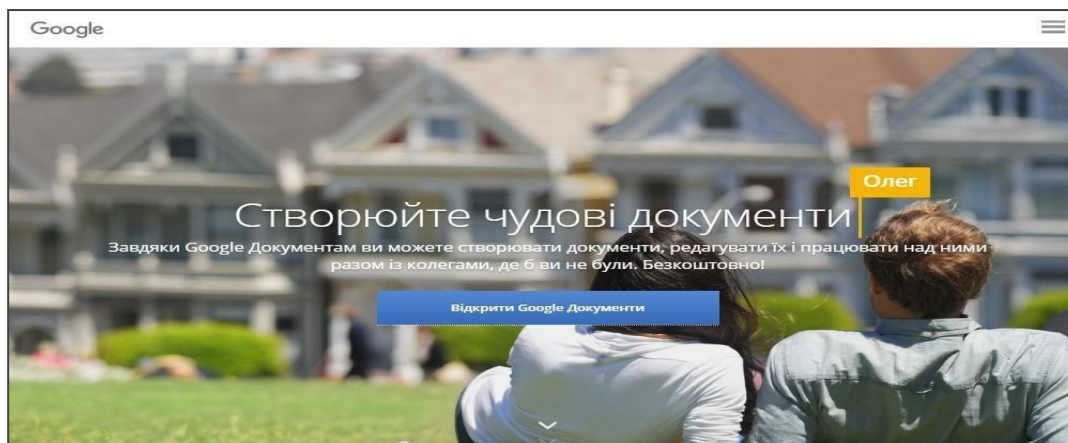 Google
Олег
Створюйте чудові документи
Завдяки Google Документам ви можете створювати документи, редагувати їх і працювати над ними
разом із колегами, де б ви не були. Безкоштовно!
Відкрити Google Документи